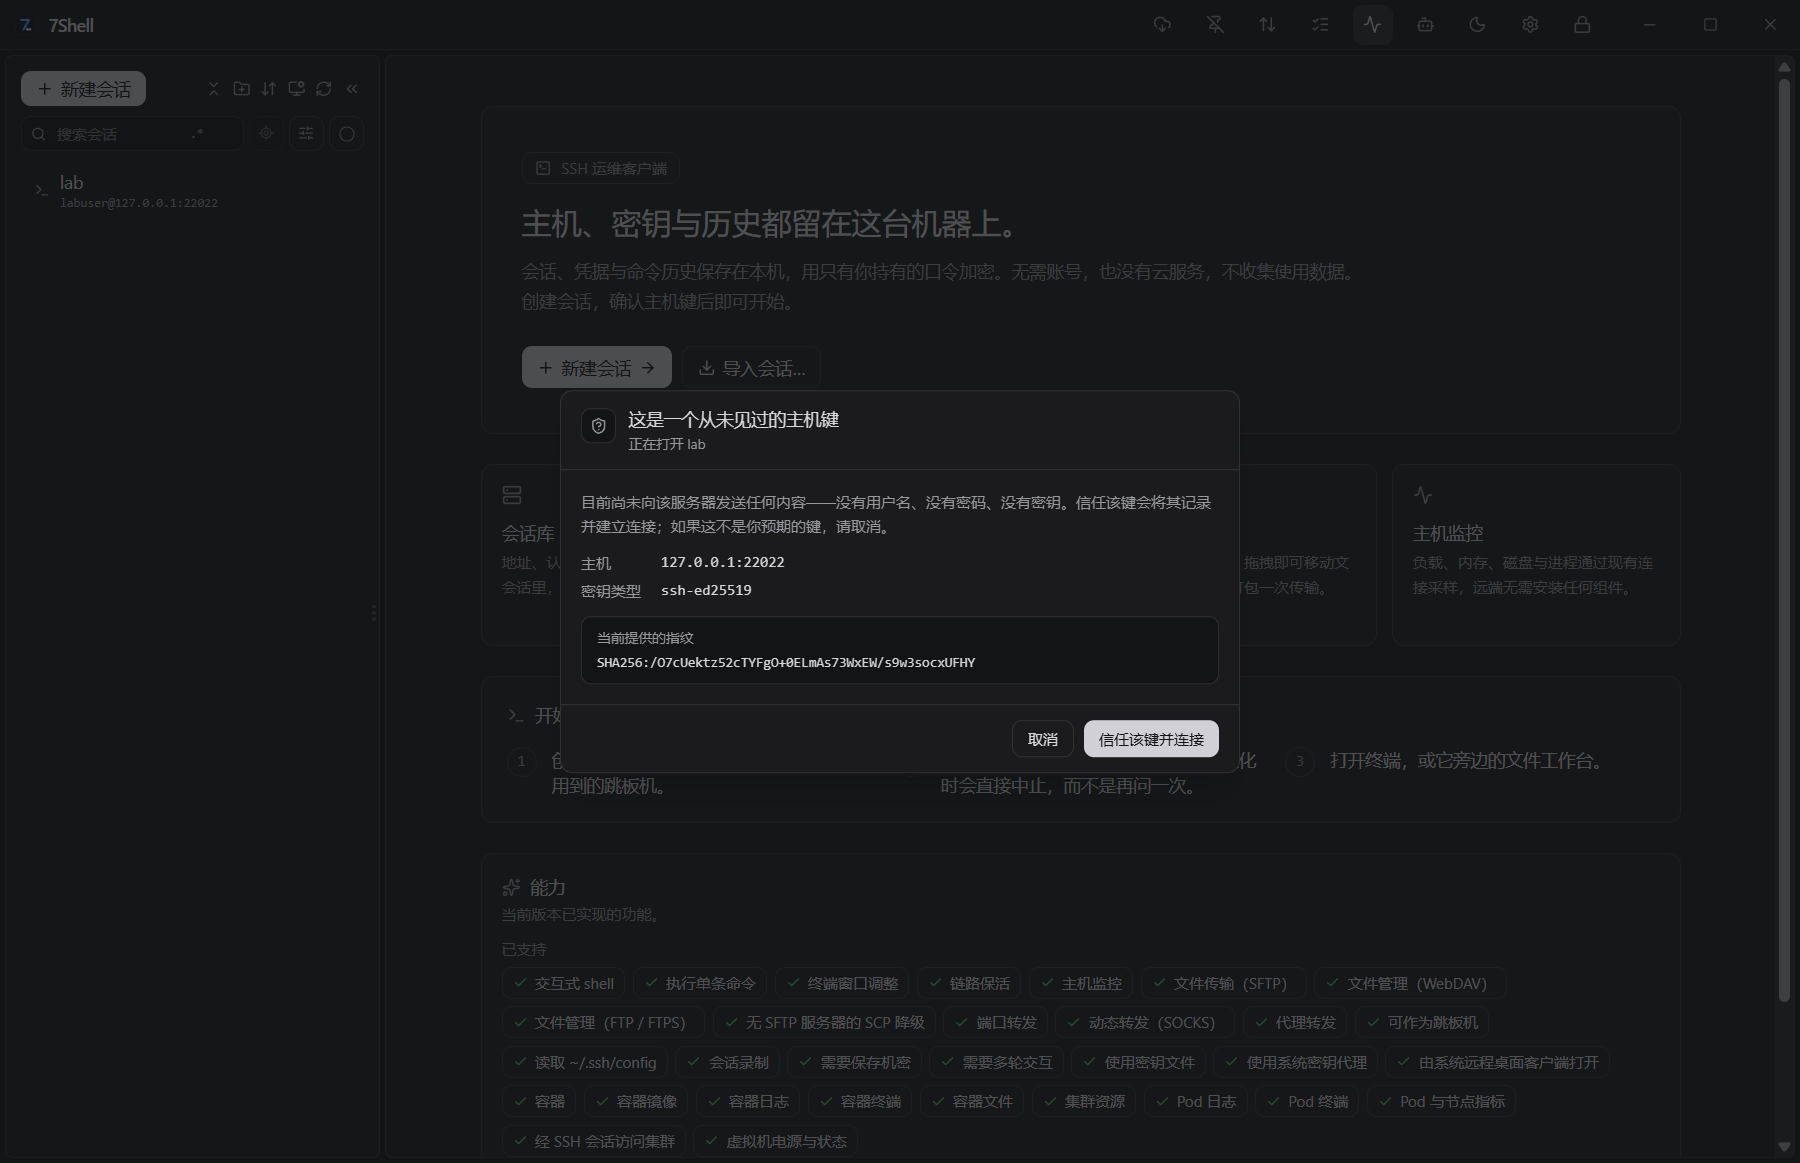 7Shell
新建会话
搜索会话
.*
lab
labuser@127.0.0.1:22022
SSH 运维客户端
主机、密钥与历史都留在这台机器上。
会话、凭据与命令历史保存在本机，用只有你持有的口令加密。无需账号，也没有云服务，不收集使用数据。
创建会话，确认主机键后即可开始。
新建会话
导入会话...
这是一个从未见过的主机键
正在打开 lab
目前尚未向该服务器发送任何内容——没有用户名、没有密码、没有密钥。信任该键会将其记录
并建立连接；如果这不是你预期的键，请取消。
主机 127.0.0.1:22022
密钥类型 ssh-ed25519
当前提供的指纹
SHA256:/O7cUektz52cTYFgO+0ELmAs73WxEW/s9w3socxUFHY
取消
信任该键并连接
会话库
地址、认
会话里，
拖拽即可移动文
包一次传输。
主机监控
负载、内存、磁盘与进程通过现有连
接采样，远端无需安装任何组件。
开始
1
用到的跳板机。
化
时会直接中止，而不是再问一次。
3 打开终端，或它旁边的文件工作台。
能力
当前版本已实现的功能。
已支持
交互式 shell 执行单条命令 终端窗口调整 链路保活 主机监控 文件传输（SFTP） 文件管理（WebDAV）
文件管理（FTP / FTPS） 无 SFTP 服务器的 SCP 降级 端口转发 动态转发（SOCKS） 代理转发 可作为跳板机
读取 ~/.ssh/config 会话录制 需要保存机密 需要多轮交互 使用密钥文件 使用系统密钥代理 由系统远程桌面客户端打开
容器 容器镜像 容器日志 容器终端 容器文件 集群资源 Pod 日志 Pod 终端 Pod 与节点指标
经 SSH 会话访问集群 虚拟机电源与状态